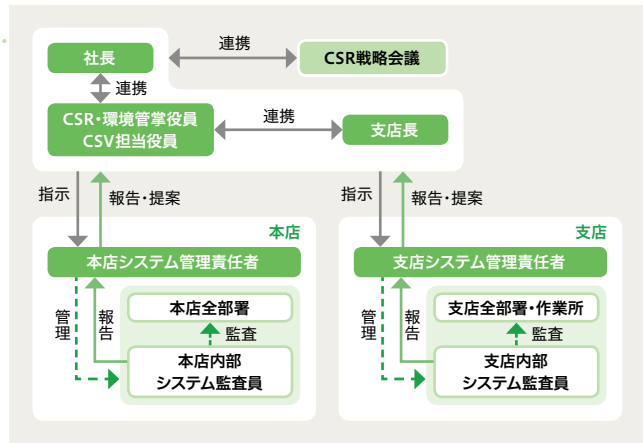 社長
連携
CSR戦略会議
連携
CSR・環境管掌役員
CSV担当役員
連携
支店長
指示
報告・提案
指示
報告・提案
本店
本店システム管理責任者
管理
報告
本店全部署
監査
本店内部
システム監査員
支店
支店システム管理責任者
管理
報告
支店全部署・作業所
監査
支店内部
システム監査員